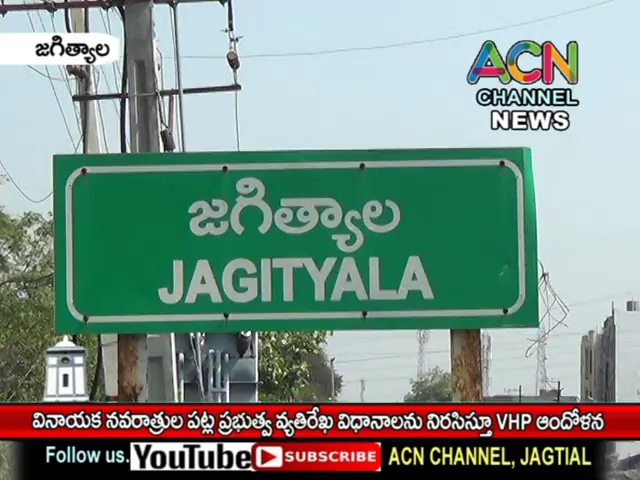 జగిత్యాల
ACN
CHANNEL
NEWS
జగిత్యాల
JAGITYALA
వినాయక నవరాత్రుల పట్ల ప్రభుత్వ వ్యతిరేఖ విధానాలను నిరసిస్తూ VHP ఆందోళన
Follow us. YouTube SUBSCRIBE ACN CHANNEL, JAGTIAL